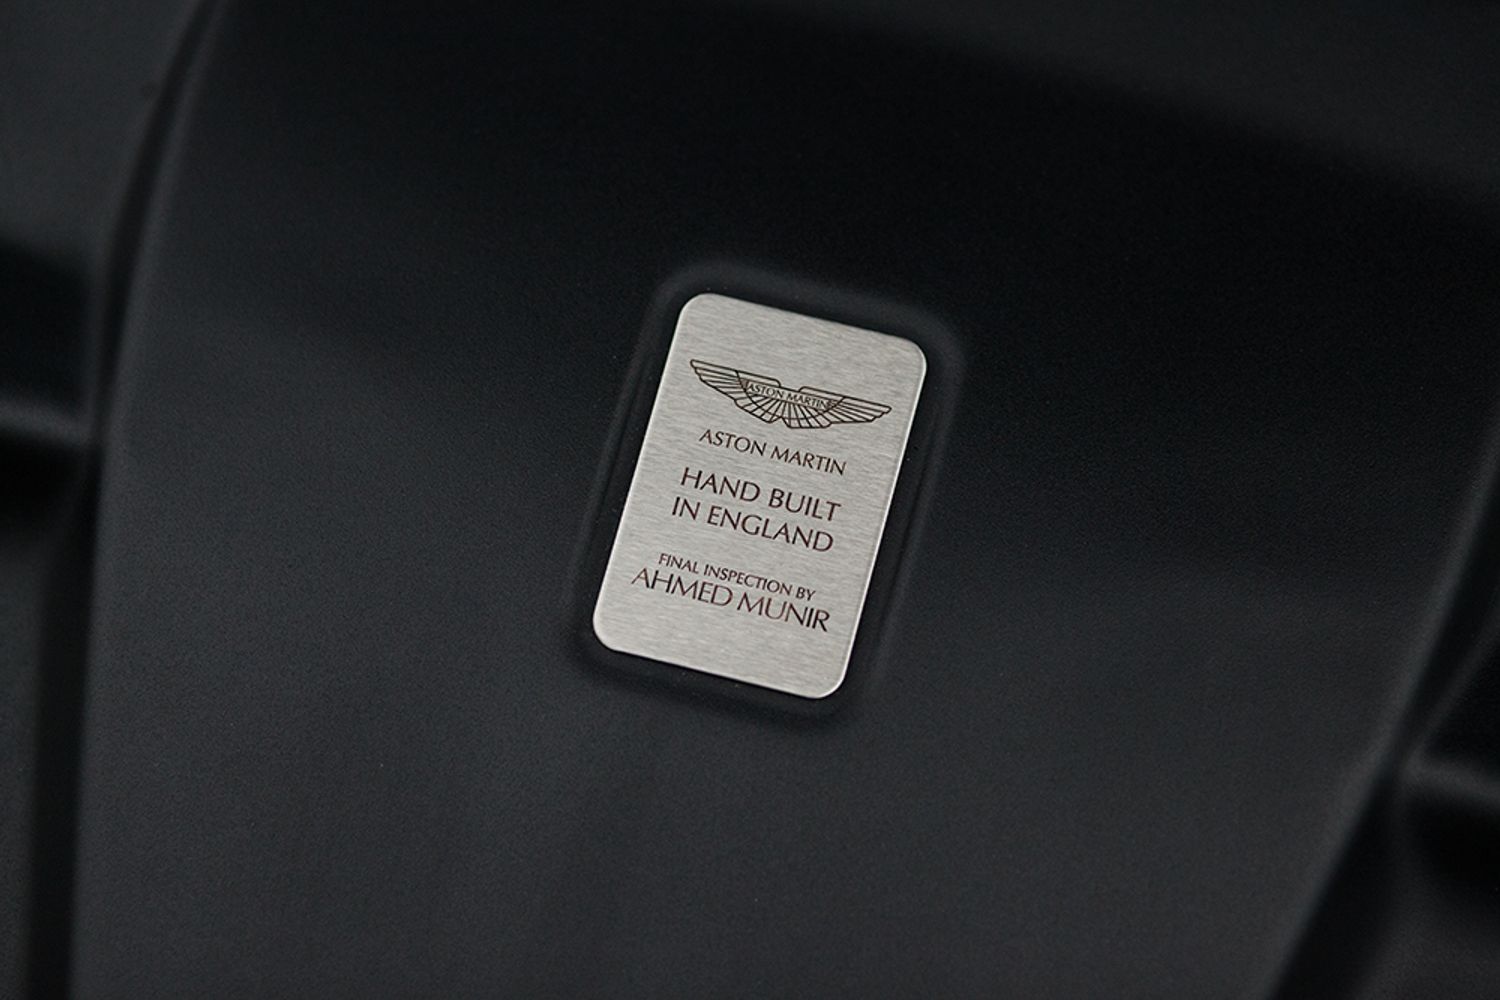 ASTON MARTIN
ASTON MARTIN
HAND BUILT
IN ENGLAND
FINAL INSPECTION BY
AHMED MUNIR